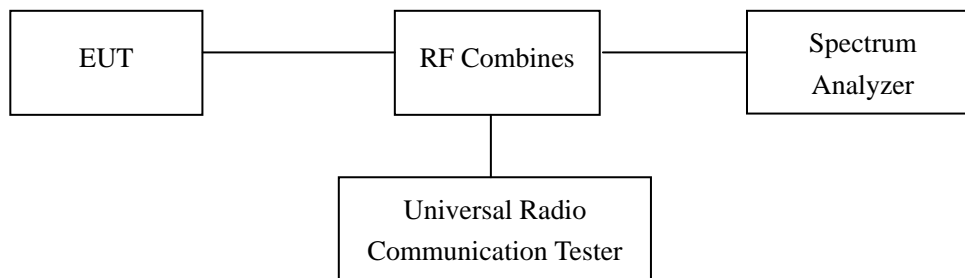 EUT
RF Combines
Spectrum
Analyzer
Universal Radio
Communication Tester